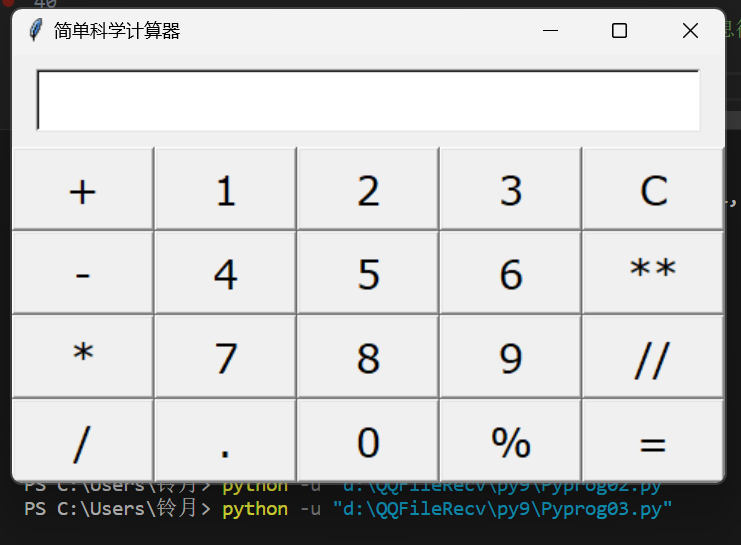 40
简单科学计算器
+ 1 2 3 C
- 4 5 6 **
* 7 8 9 //
/ . 0 % =
PS C:\Users\铃月> python -u "d:\QQFileRecv\py9\Pyprog02.py"
PS C:\Users\铃月> python -u "d:\QQFileRecv\py9\Pyprog03.py"